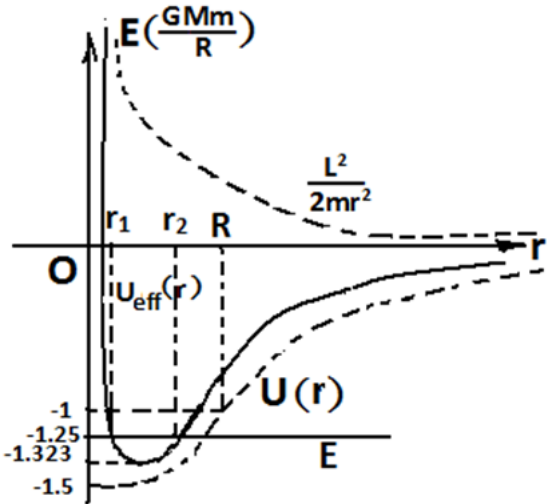 E(GMm/R)
L²/2mr²
r₁ r₂ R
r
O
U_eff(r)
-1
U(r)
-1.25
E
-1.323
-1.5